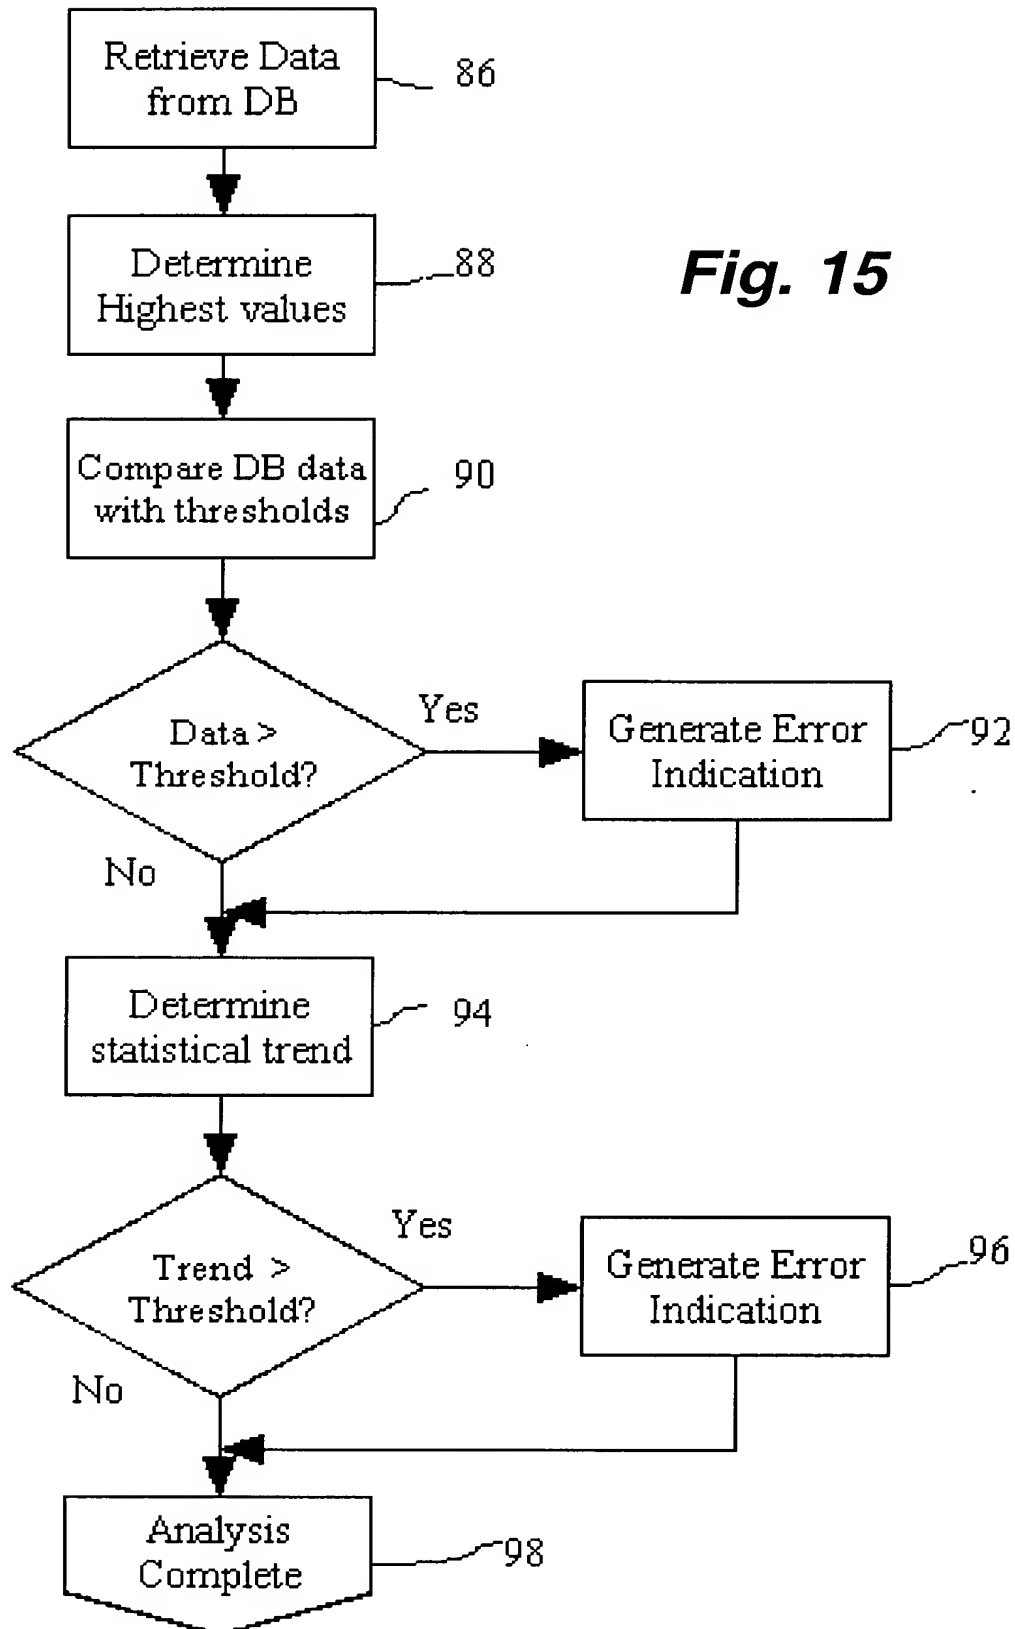 Retrieve Data
from DB
86
Determine
Highest values
88
Fig. 15
Compare DB data
with thresholds
90
Data >
Threshold?
Yes
Generate Error
Indication
92
No
Determine
statistical trend
94
Trend >
Threshold?
Yes
Generate Error
Indication
96
No
Analysis
Complete
98